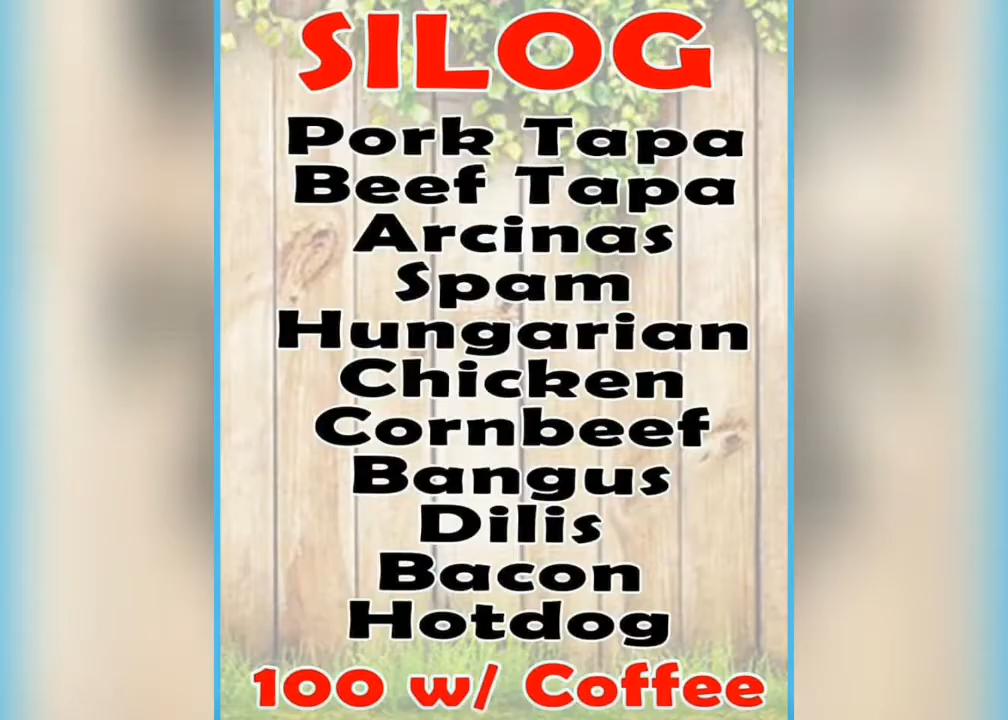 SILOG
Pork Tapa
Beef Tapa
Arcinas
Spam
Hungarian
Chicken
Cornbeef
Bangus
Dilis
Bacon
Hotdog
100 w/ Coffee